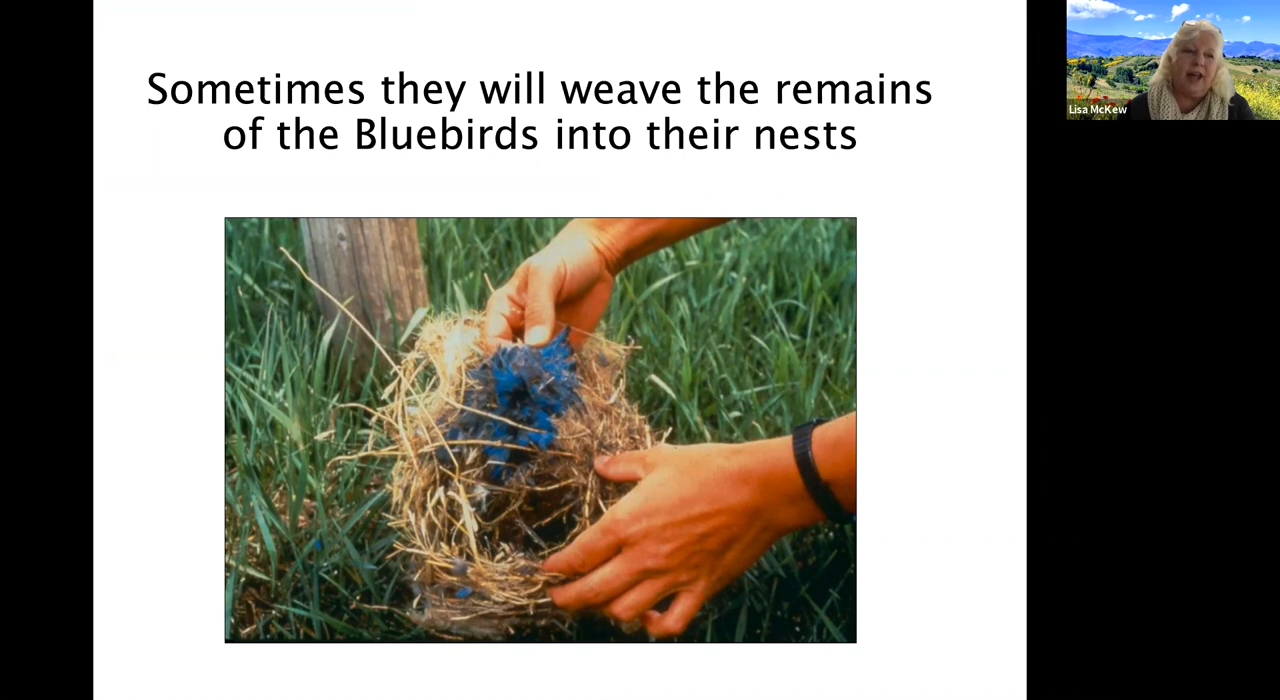 Sometimes they will weave the remains
of the Bluebirds into their nests
Lisa McKew